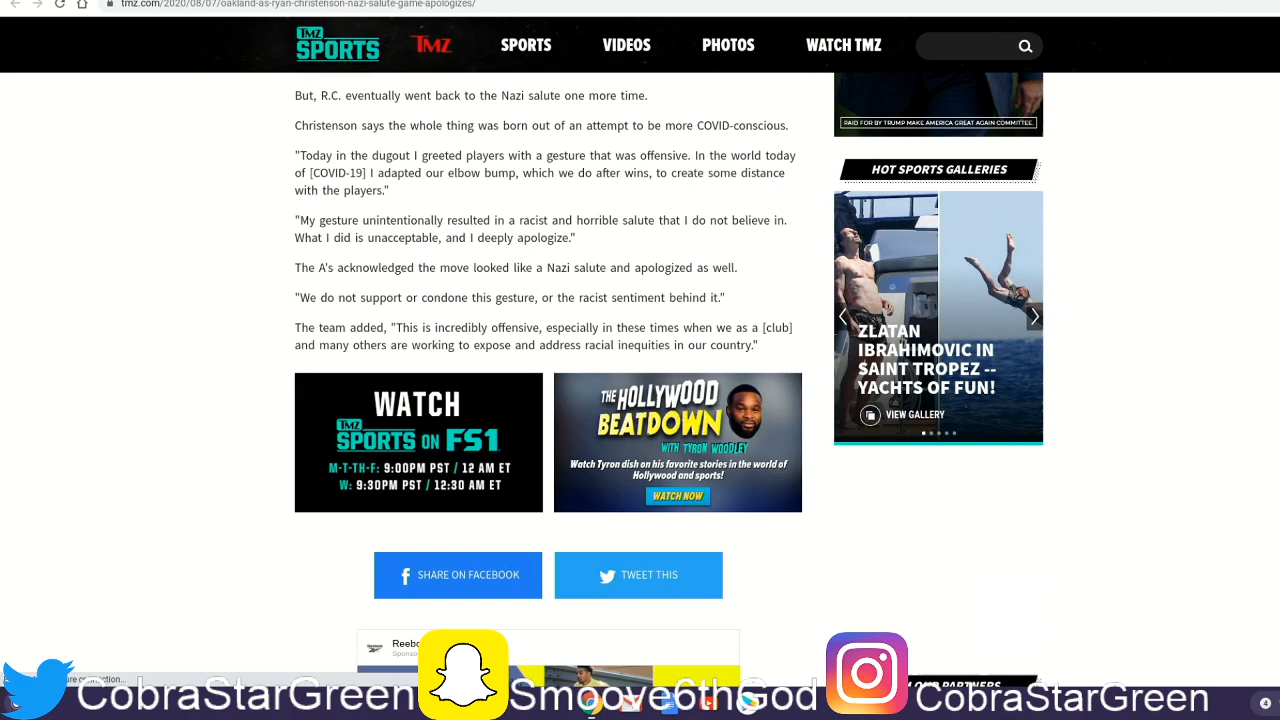 tmz.com/2020/08/07/oakland-as-ryan-christenson-nazi-salute-game-apologizes/
TMZ SPORTS
TMZ
SPORTS
VIDEOS
PHOTOS
WATCH TMZ
But, R.C. eventually went back to the Nazi salute one more time.
Christenson says the whole thing was born out of an attempt to be more COVID-conscious.
"Today in the dugout I greeted players with a gesture that was offensive. In the world today
of [COVID-19] I adapted our elbow bump, which we do after wins, to create some distance
with the players."
"My gesture unintentionally resulted in a racist and horrible salute that I do not believe in.
What I did is unacceptable, and I deeply apologize."
The A's acknowledged the move looked like a Nazi salute and apologized as well.
"We do not support or condone this gesture, or the racist sentiment behind it."
The team added, "This is incredibly offensive, especially in these times when we as a [club]
and many others are working to expose and address racial inequities in our country."
PAID FOR BY TRUMP MAKE AMERICA GREAT AGAIN COMMITTEE.
HOT SPORTS GALLERIES
ZLATAN
IBRAHIMOVIC IN
SAINT TROPEZ --
YACHTS OF FUN!
VIEW GALLERY
WATCH
TMZ SPORTS ON FS1
M-T-TH-F: 9:00PM PST / 12 AM ET
W: 9:30PM PST / 12:30 AM ET
THE HOLLYWOOD
BEATDOWN
WITH TYRON WOODLEY
Watch Tyron dish on his favorite stories in the world of
Hollywood and sports!
WATCH NOW
SHARE ON FACEBOOK
TWEET THIS
Reebo
Sponso
ure connection...
OUR PARTNERS
CobraStarGreen
Smoove6thGod
CobraStarGreen
4